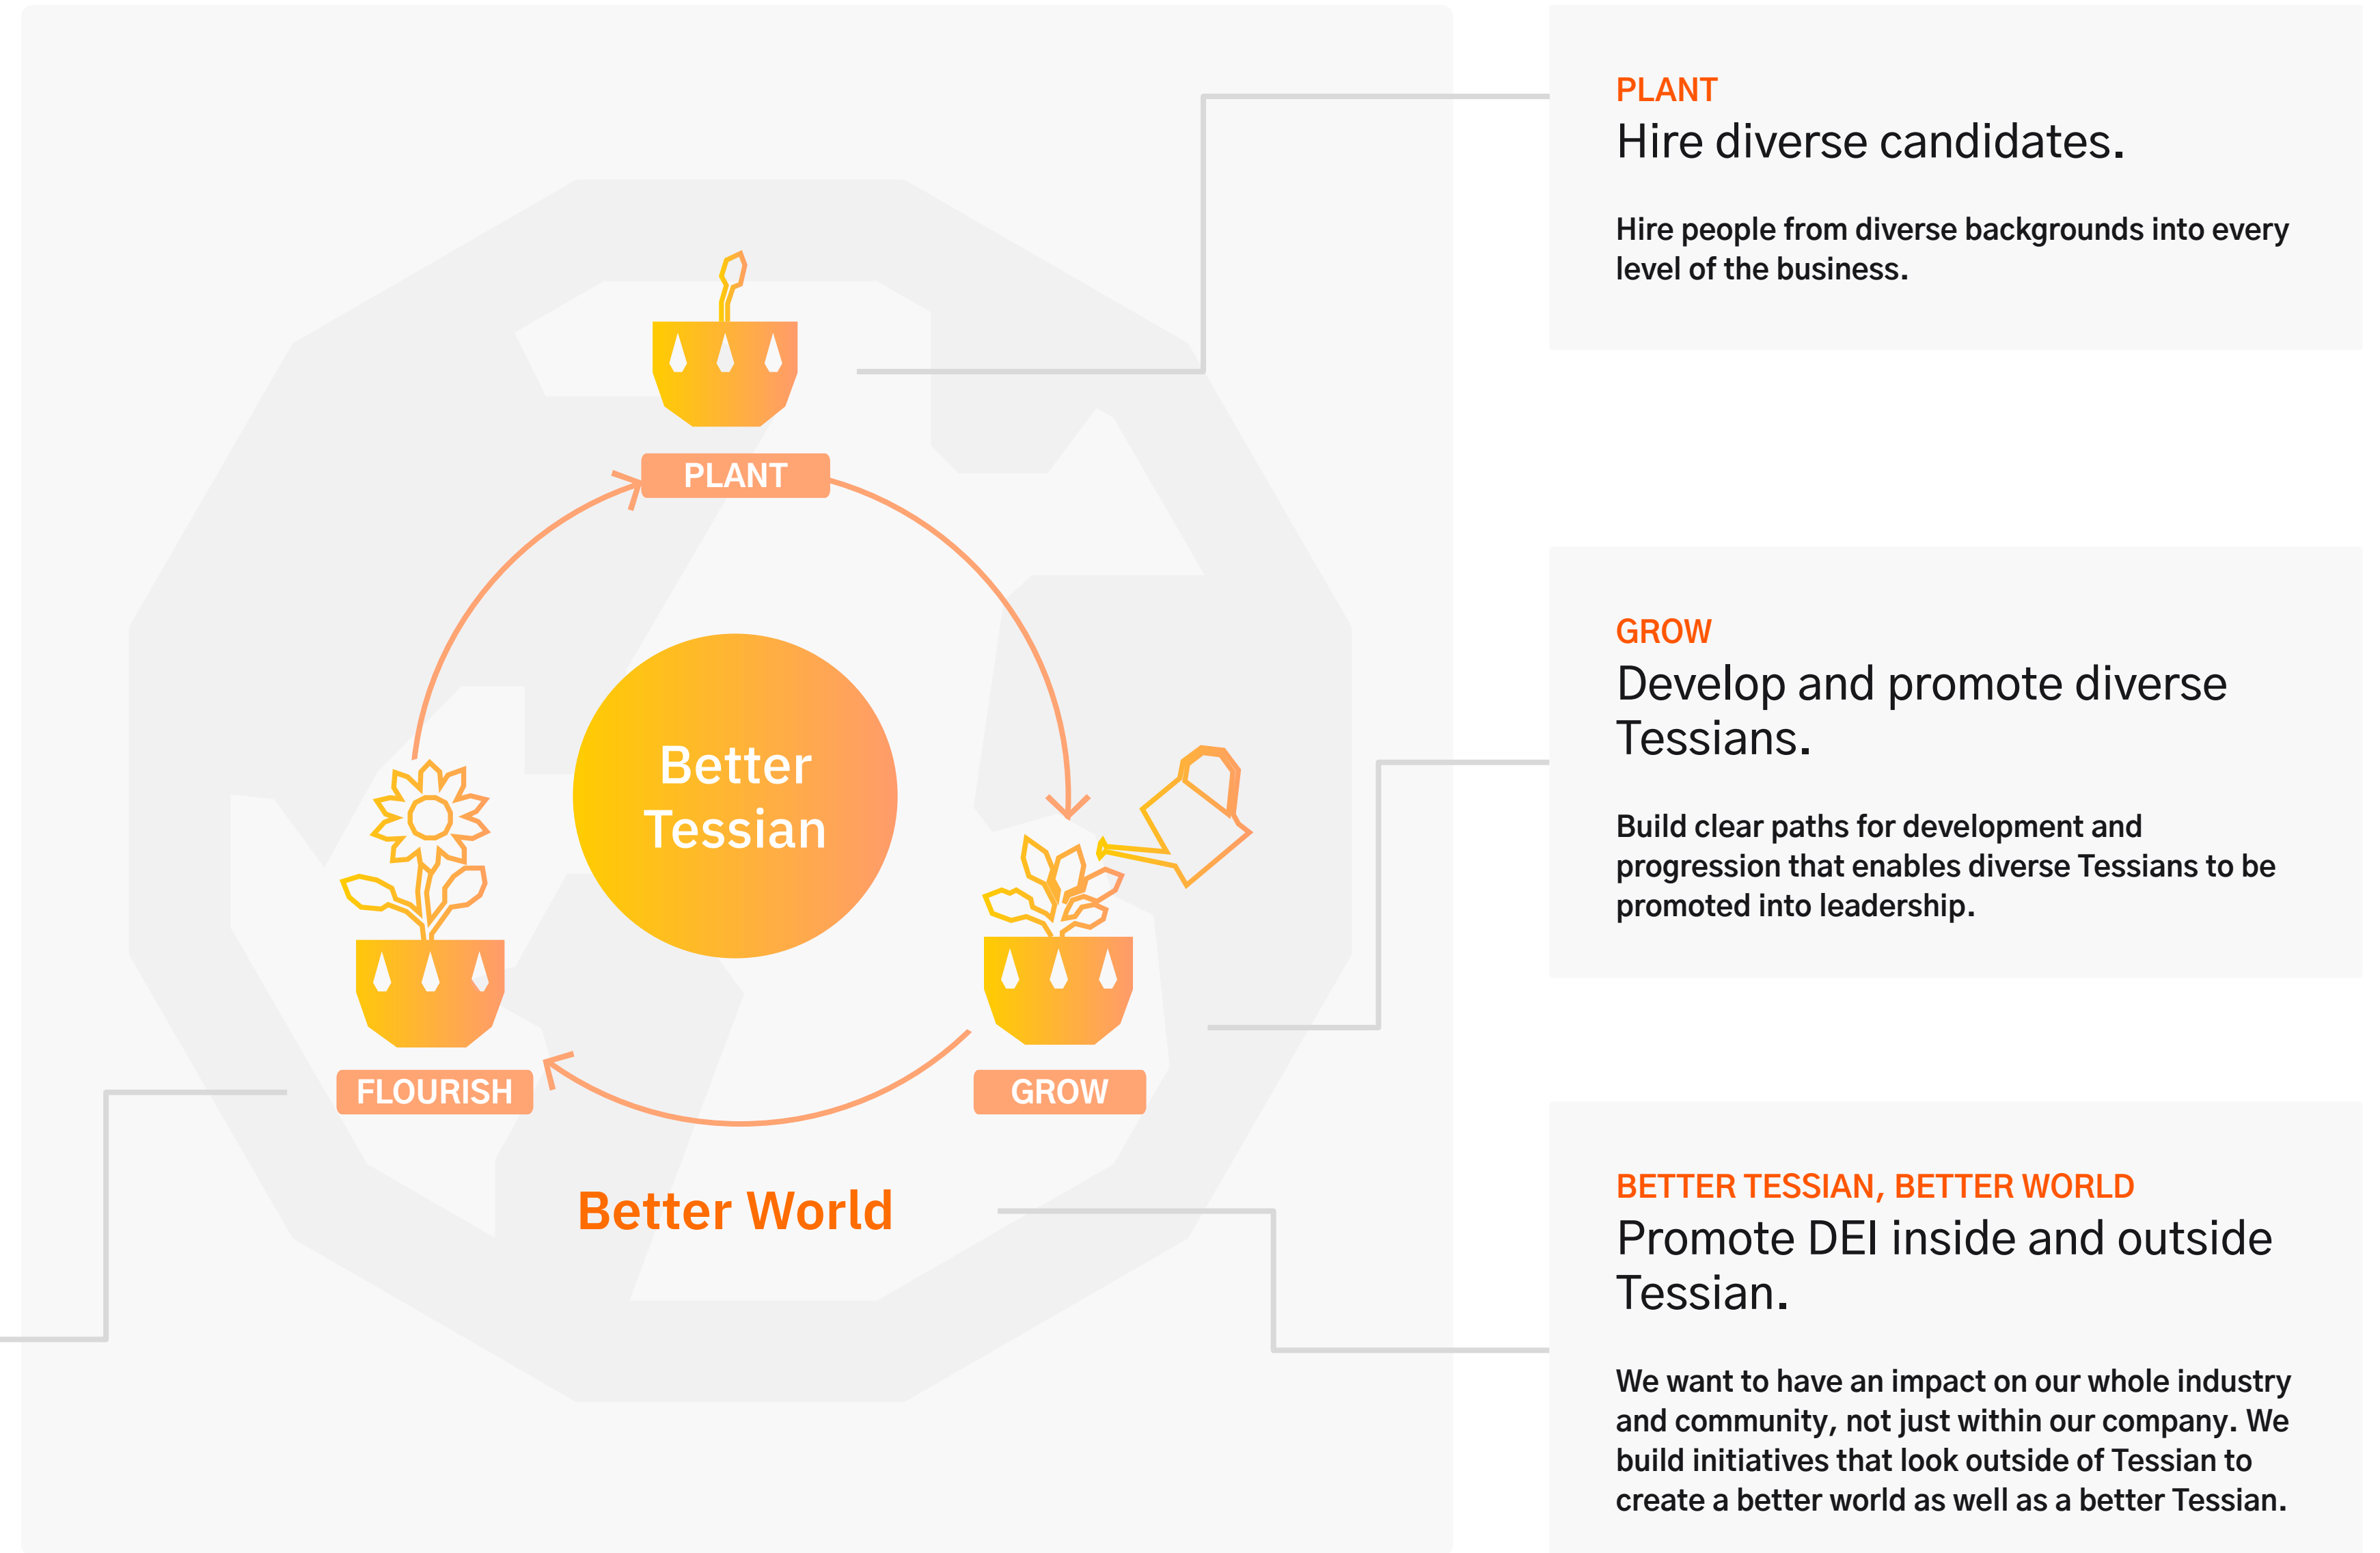 PLANT
Better
Tessian
FLOURISH
GROW
Better World
PLANT
Hire diverse candidates.
Hire people from diverse backgrounds into every
level of the business.
GROW
Develop and promote diverse
Tessians.
Build clear paths for development and
progression that enables diverse Tessians to be
promoted into leadership.
BETTER TESSIAN, BETTER WORLD
Promote DEI inside and outside
Tessian.
We want to have an impact on our whole industry
and community, not just within our company. We
build initiatives that look outside of Tessian to
create a better world as well as a better Tessian.